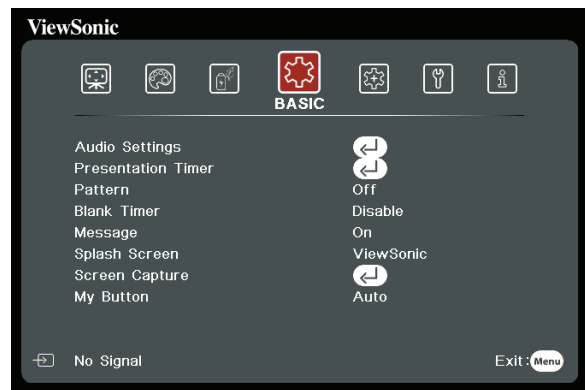 ViewSonic
BASIC
Audio Settings
Presentation Timer
Pattern Off
Blank Timer Disable
Message On
Splash Screen ViewSonic
Screen Capture
My Button Auto
No Signal Exit: Menu